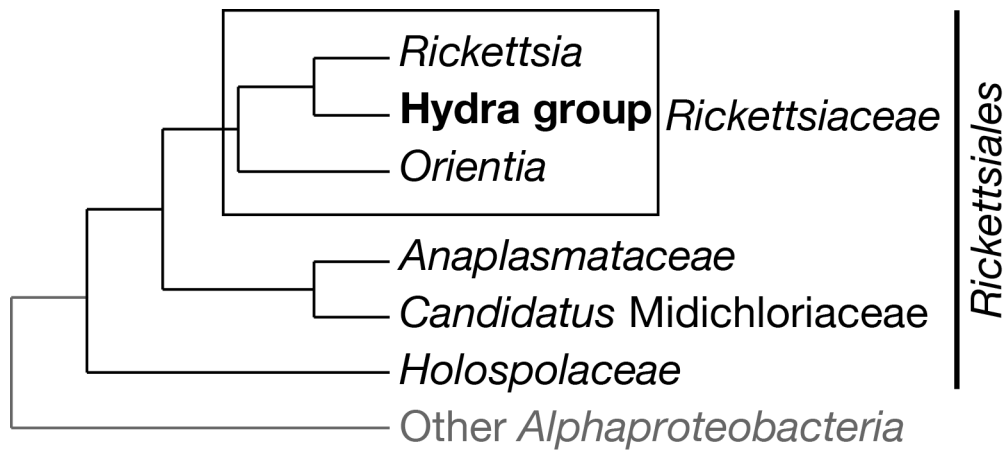 Rickettsia
Hydra group
Rickettsiaceae
Orientia
Anaplasmataceae
Candidatus Midichloriaceae
Holospolaceae
Other Alphaproteobacteria
Rickettsiales